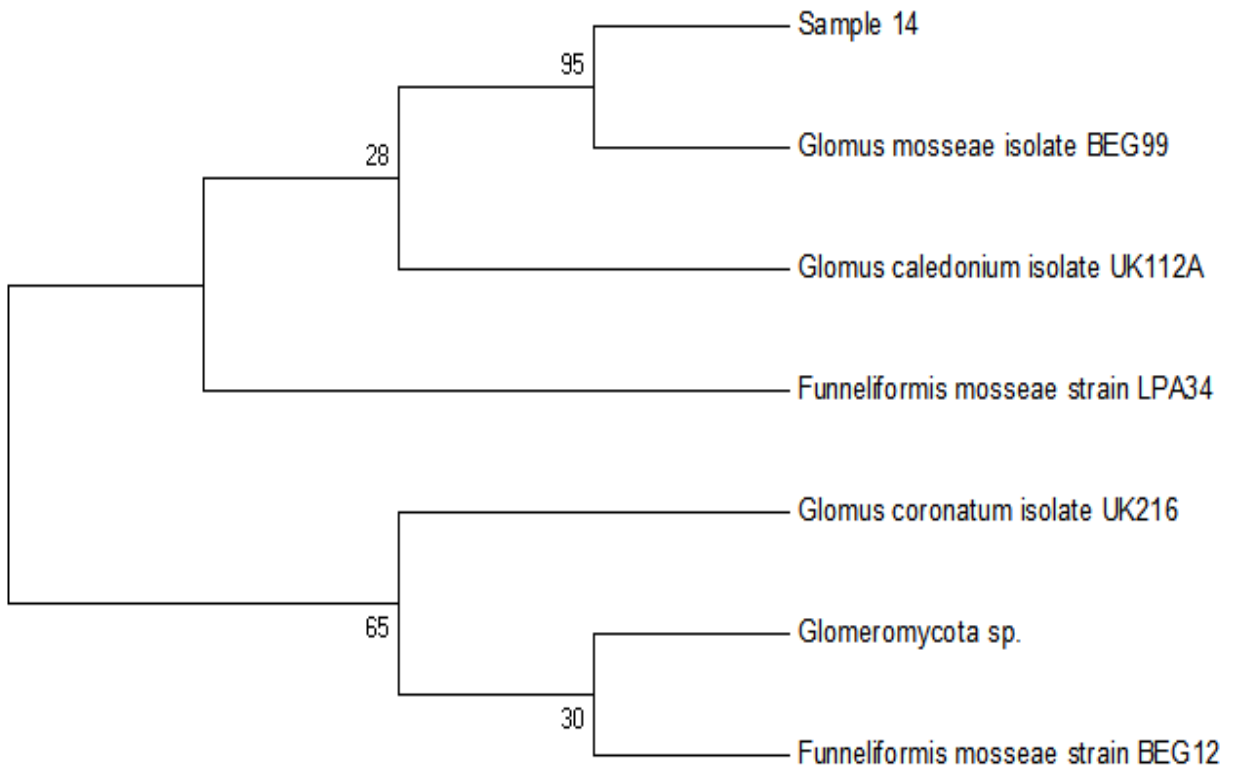 Sample 14
95
Glomus mosseae isolate BEG99
28
Glomus caledonium isolate UK112A
Funneliformis mosseae strain LPA34
Glomus coronatum isolate UK216
65
Glomeromycota sp.
30
Funneliformis mosseae strain BEG12